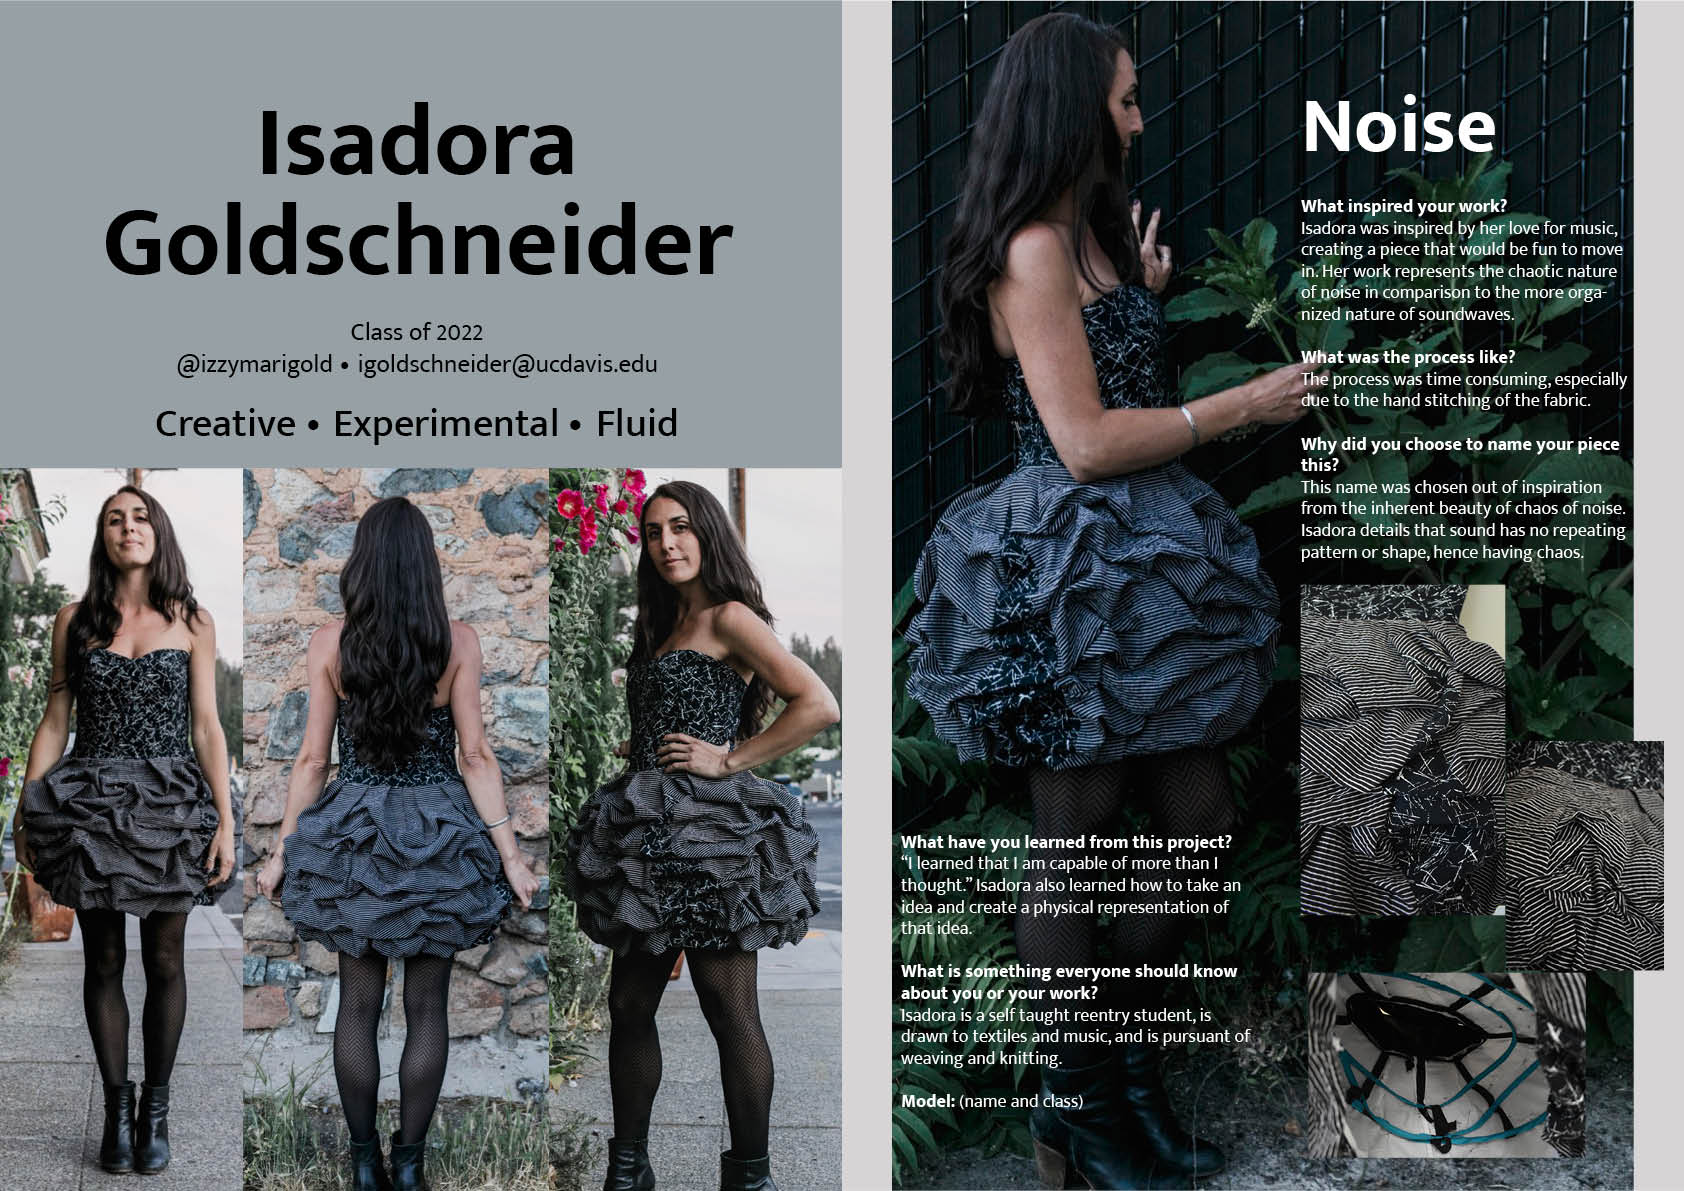 Isadora
Goldschneider
Class of 2022
@izzymarigold • igoldschneider@ucdavis.edu
Creative • Experimental • Fluid
Noise
What inspired your work?
Isadora was inspired by her love for music,
creating a piece that would be fun to move
in. Her work represents the chaotic nature
of noise in comparison to the more orga-
nized nature of soundwaves.
What was the process like?
The process was time consuming, especially
due to the hand stitching of the fabric.
Why did you choose to name your piece
this?
This name was chosen out of inspiration
from the inherent beauty of chaos of noise.
Isadora details that sound has no repeating
pattern or shape, hence having chaos.
What have you learned from this project?
“I learned that I am capable of more than I
thought.” Isadora also learned how to take an
idea and create a physical representation of
that idea.
What is something everyone should know
about you or your work?
Isadora is a self taught reentry student, is
drawn to textiles and music, and is pursuant of
weaving and knitting.
Model: (name and class)